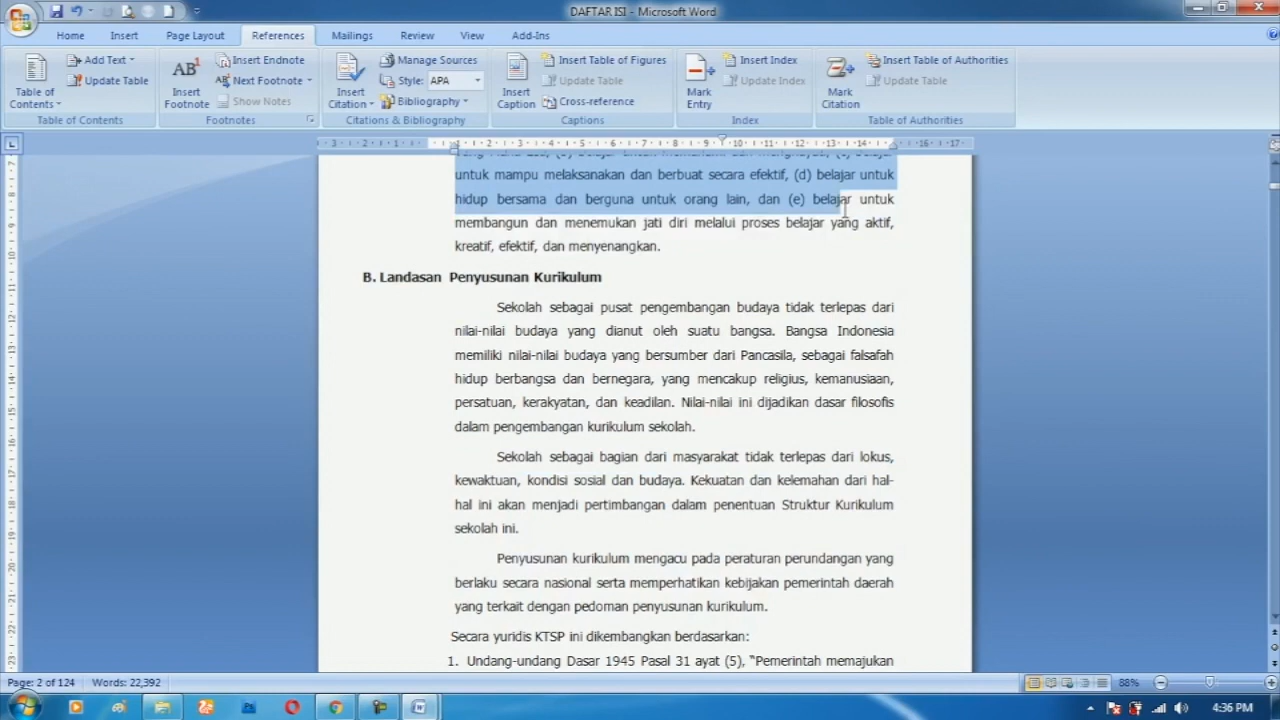 DAFTAR ISI - Microsoft Word
Home Insert Page Layout References Mailings Review View Add-Ins
Table of Contents
Add Text
Update Table
Table of Contents
AB1
Insert Footnote
Insert Endnote
AB1 Next Footnote
Show Notes
Footnotes
Insert Citation
Manage Sources
Style: APA
Bibliography
Citations & Bibliography
Insert Caption
Insert Table of Figures
Update Table
Cross-reference
Captions
Mark Entry
Insert Index
Update Index
Index
Mark Citation
Insert Table of Authorities
Update Table
Table of Authorities
untuk mampu melaksanakan dan berbuat secara efektif, (d) belajar untuk
hidup bersama dan berguna untuk orang lain, dan (e) belajar untuk
membangun dan menemukan jati diri melalui proses belajar yang aktif,
kreatif, efektif, dan menyenangkan.
B. Landasan Penyusunan Kurikulum
Sekolah sebagai pusat pengembangan budaya tidak terlepas dari
nilai-nilai budaya yang dianut oleh suatu bangsa. Bangsa Indonesia
memiliki nilai-nilai budaya yang bersumber dari Pancasila, sebagai falsafah
hidup berbangsa dan bernegara, yang mencakup religius, kemanusiaan,
persatuan, kerakyatan, dan keadilan. Nilai-nilai ini dijadikan dasar filosofis
dalam pengembangan kurikulum sekolah.
Sekolah sebagai bagian dari masyarakat tidak terlepas dari lokus,
kewaktuan, kondisi sosial dan budaya. Kekuatan dan kelemahan dari hal-
hal ini akan menjadi pertimbangan dalam penentuan Struktur Kurikulum
sekolah ini.
Penyusunan kurikulum mengacu pada peraturan perundangan yang
berlaku secara nasional serta memperhatikan kebijakan pemerintah daerah
yang terkait dengan pedoman penyusunan kurikulum.
Secara yuridis KTSP ini dikembangkan berdasarkan:
1. Undang-undang Dasar 1945 Pasal 31 ayat (5), "Pemerintah memajukan
Page: 2 of 124 Words: 22,392 88%
4:36 PM